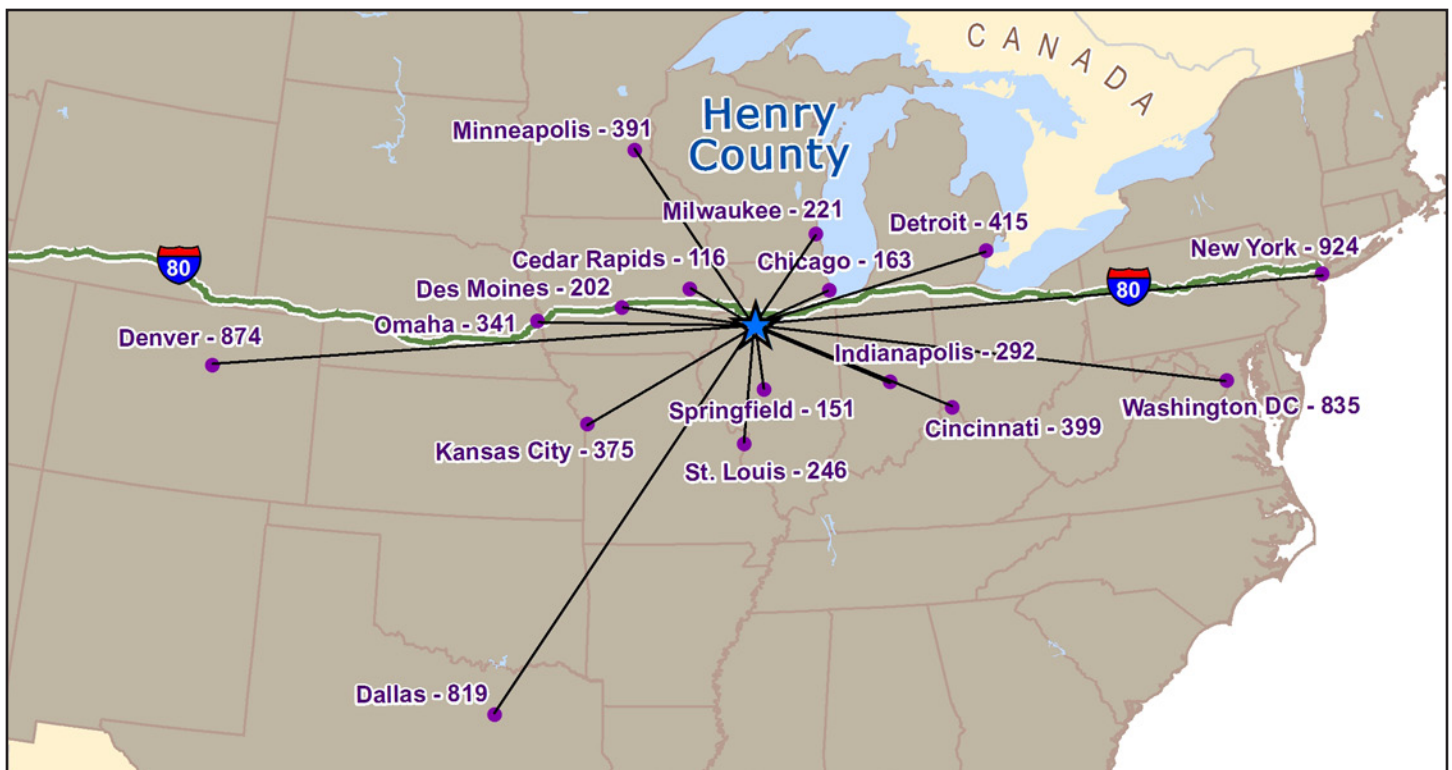 CANADA
Henry
County
Minneapolis - 391
Milwaukee - 221
Detroit - 415
New York - 924
Cedar Rapids - 116
Chicago - 163
80
80
Des Moines - 202
Omaha - 341
Denver - 874
Indianapolis - 292
Springfield - 151
Washington DC - 835
Cincinnati - 399
Kansas City - 375
St. Louis - 246
Dallas - 819